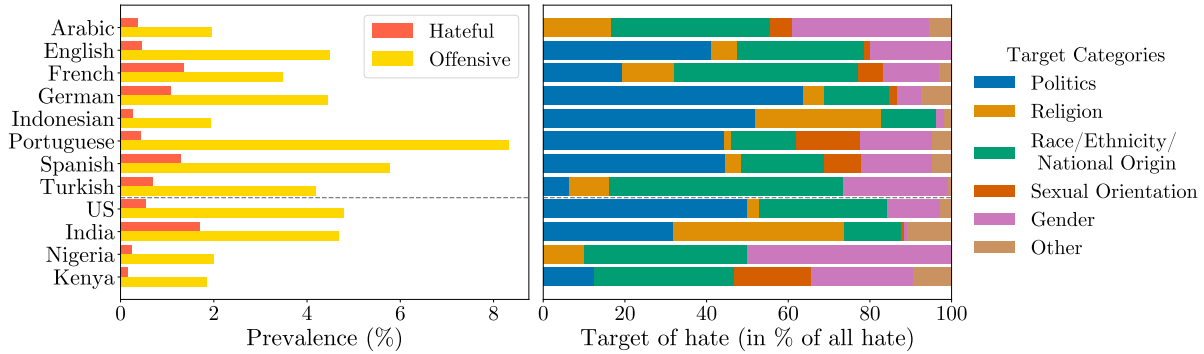 Arabic
English
French
German
Indonesian
Portuguese
Spanish
Turkish
US
India
Nigeria
Kenya
Hateful
Offensive
0 2 4 6 8
Prevalence (%)
0 20 40 60 80 100
Target of hate (in % of all hate)
Target Categories
Politics
Religion
Race/Ethnicity/
National Origin
Sexual Orientation
Gender
Other